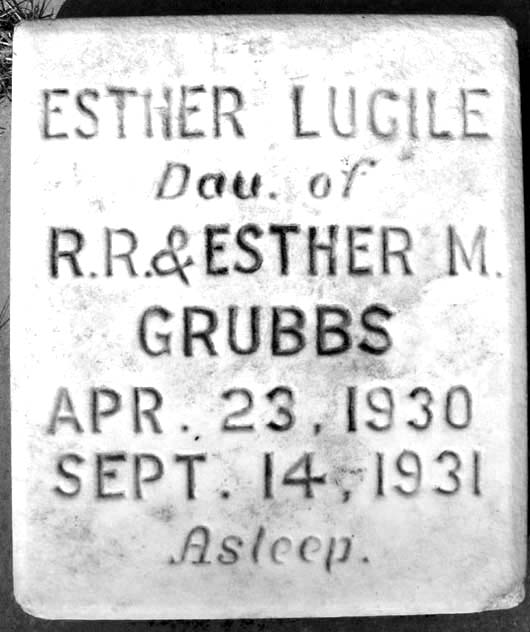 ESTHER LUCILE
Dau. of
R.R.& ESTHER M.
GRUBBS
APR. 23, 1930
SEPT. 14, 1931
Asleep.